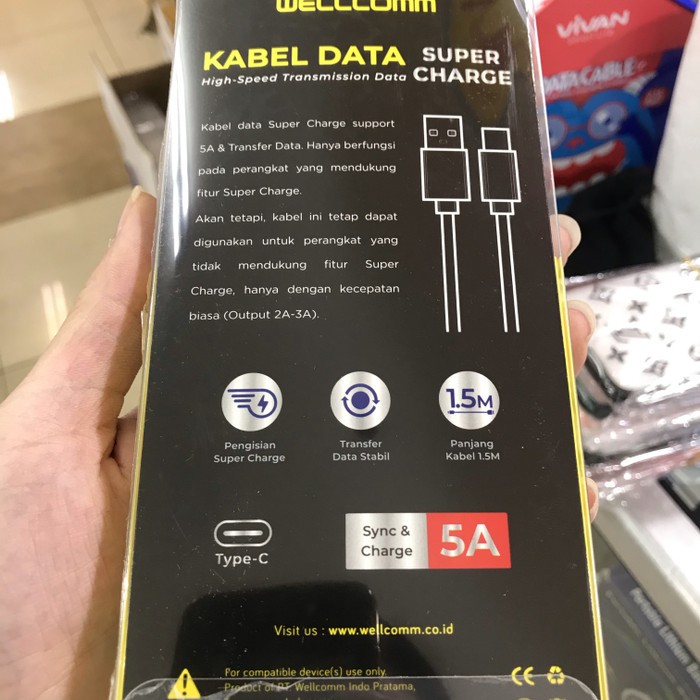 WELLCOMM
KABEL DATA
High-Speed Transmission Data
SUPER
CHARGE
Kabel data Super Charge support
5A & Transfer Data. Hanya berfungsi
pada perangkat yang mendukung
fitur Super Charge.
Akan tetapi, kabel ini tetap dapat
digunakan untuk perangkat yang
tidak mendukung fitur Super
Charge, hanya dengan kecepatan
biasa (Output 2A-3A).
1.5M
Pengisian
Super Charge
Transfer
Data Stabil
Panjang
Kabel 1.5M
Type-C
Sync &
Charge
5A
Visit us : www.wellcomm.co.id
For compatible device(s) use only.
Product of PT Wellcomm Indo Pratama,
CE
VIVAN
DATA CABLE